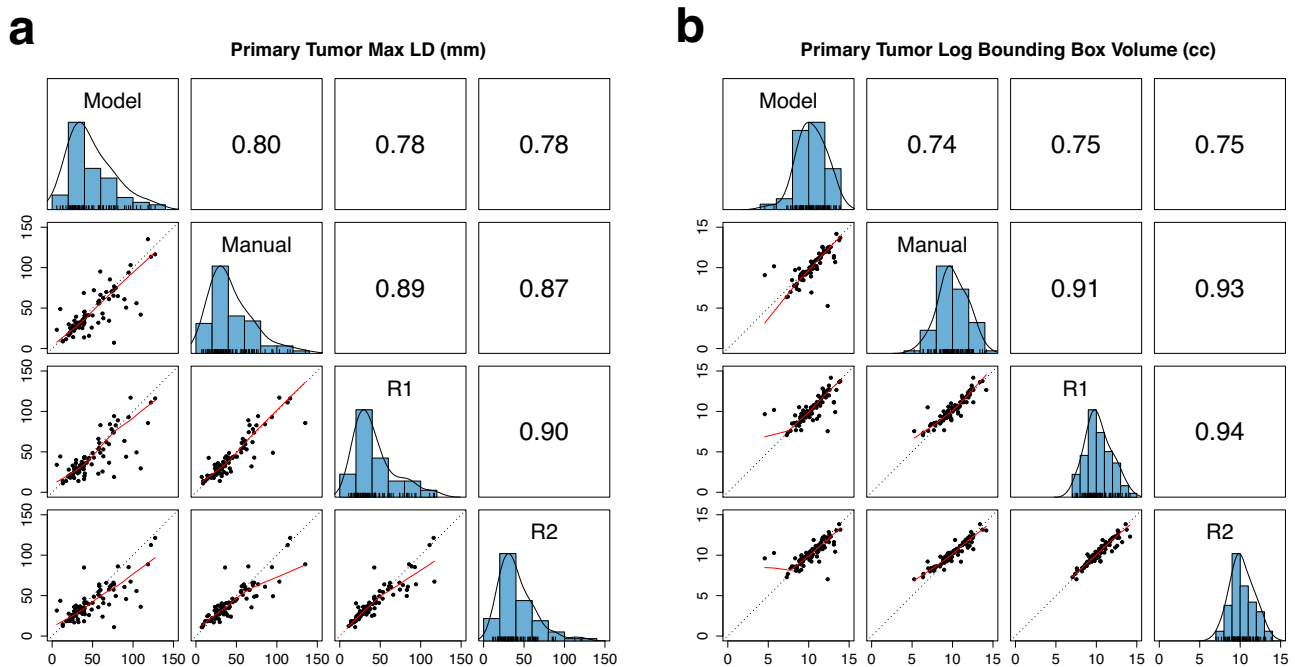 a
Primary Tumor Max LD (mm)
Model
0.80
0.78
0.78
0 50 100 150
Manual
0.89
0.87
0 50 100 150
R1
0.90
0 50 100 150
R2
0 50 100 150
0 50 100 150
0 50 100 150
0 50 100 150
b
Primary Tumor Log Bounding Box Volume (cc)
Model
0.74
0.75
0.75
0 5 10 15
Manual
0.91
0.93
0 5 10 15
R1
0.94
0 5 10 15
R2
0 5 10 15
0 5 10 15
0 5 10 15
0 5 10 15